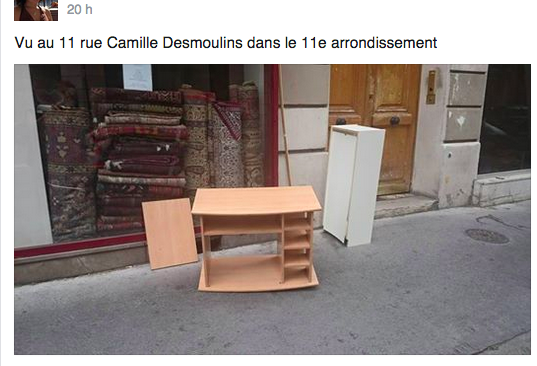 20 h
Vu au 11 rue Camille Desmoulins dans le 11e arrondissement